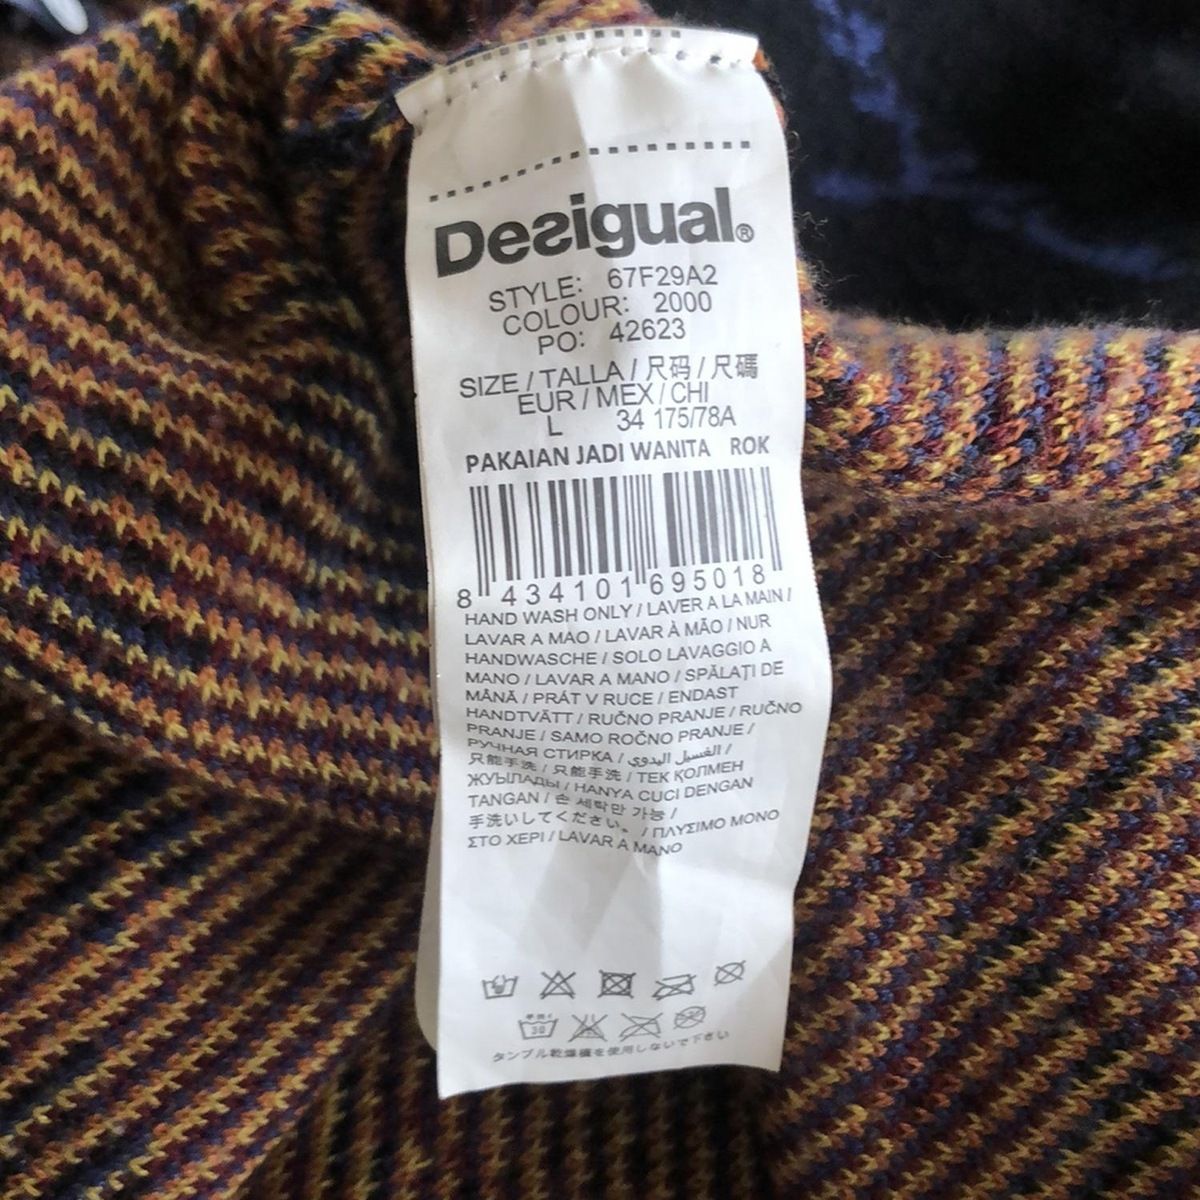 Desigual®
STYLE: 67F29A2
COLOUR: 2000
PO: 42623
SIZE / TALLA / 尺码 / 尺碼
EUR / MEX / CHI
L 34 175/78A
PAKAIAN JADI WANITA ROK
8 434101 695018
HAND WASH ONLY / LAVER A LA MAIN /
LAVAR A MAO / LAVAR À MÃO / NUR
HANDWASCHE / SOLO LAVAGGIO A
MANO / LAVAR A MANO / SPĂLAȚI DE
MÂNĂ / PRÁT V RUCE / ENDAST
HANDTVÄTT / RUČNO PRANJE / RUČNO
PRANJE / SAMO ROČNO PRANJE /
РУЧНАЯ СТИРКА / الغسيل اليدوي /
只能手洗 / 只能手洗 / ТЕК ҚОЛМЕН
ЖУЫЛАДЫ / HANYA CUCI DENGAN
TANGAN / 손 세탁만 가능 /
手洗いしてください。 / ΠΛΥΣΙΜΟ ΜΟΝΟ
ΣΤΟ ΧΕΡΙ / LAVAR A MANO
手洗イ
30
タンブル乾燥機を使用しないで下さい